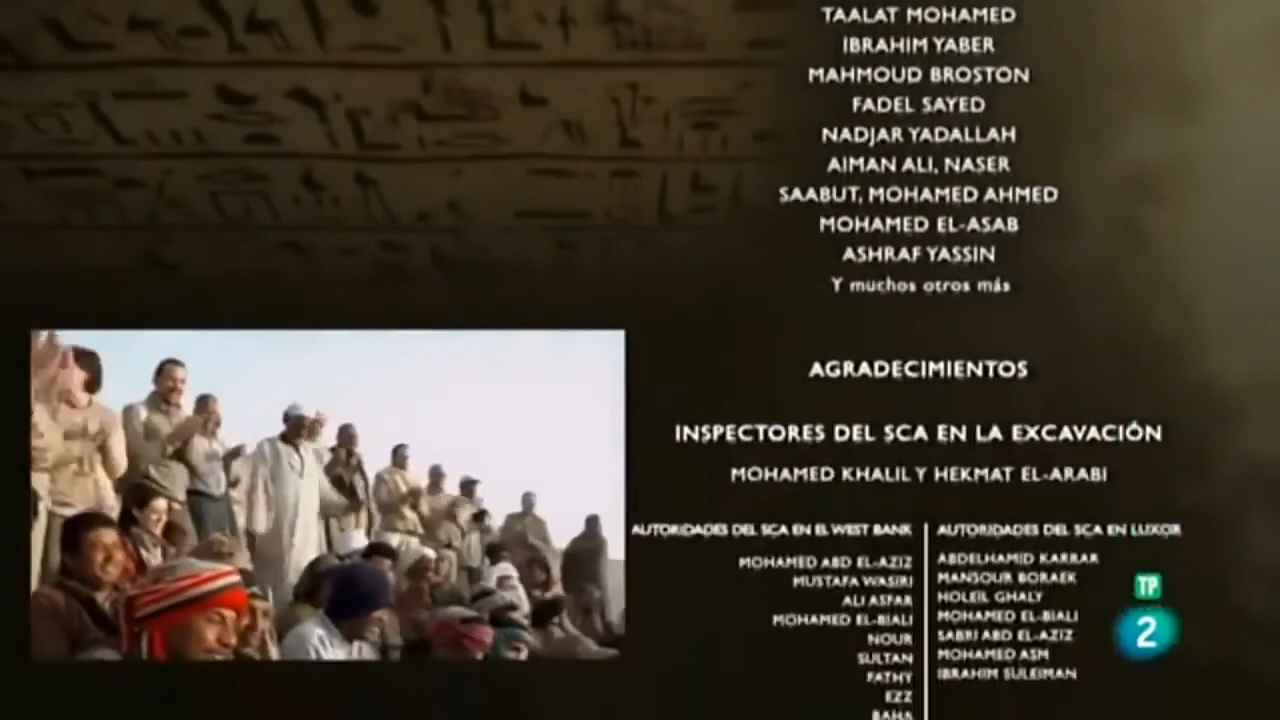 TAALAT MOHAMED
IBRAHIM YABER
MAHMOUD BROSTON
FADEL SAYED
NADJAR YADALLAH
AIMAN ALI, NASER
SAABUT, MOHAMED AHMED
MOHAMED EL-ASAB
ASHRAF YASSIN
Y muchos otros más
AGRADECIMIENTOS
INSPECTORES DEL SCA EN LA EXCAVACIÓN
MOHAMED KHALIL Y HEKMAT EL-ARABI
AUTORIDADES DEL SCA EN EL WEST BANK
MOHAMED ABD EL-AZIZ
MUSTAFA WASIRI
ALI ASFAR
MOHAMED EL-BIALI
NOUR
SULTAN
FATHY
EZZ
BAHA
AUTORIDADES DEL SCA EN LUXOR
ABDELHAMID KARRAR
MANSOUR BORAEK
HOLEIL GHALY
MOHAMED EL-BIALI
SABRI ABD EL-AZIZ
MOHAMED ASM
IBRAHIM SULEIMAN
TP
2